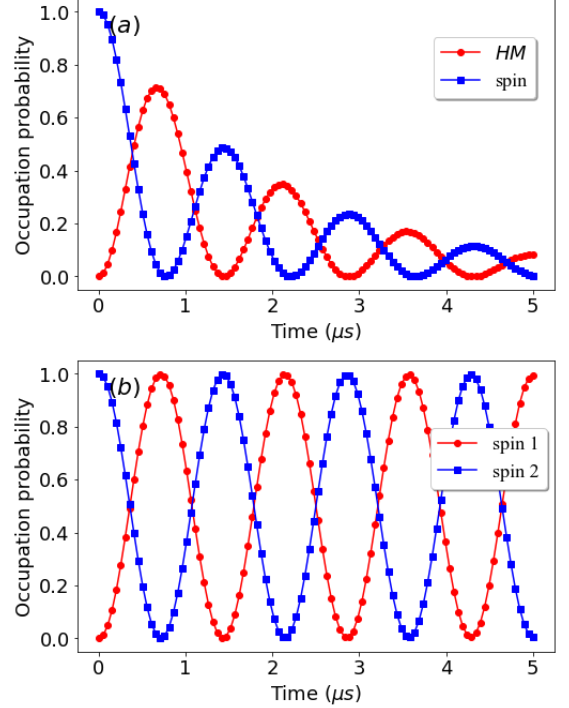 (a)
1.0
0.8
0.6
0.4
0.2
0.0
Occupation probability
HM
spin
0 1 2 3 4 5
Time (μs)
(b)
1.0
0.8
0.6
0.4
0.2
0.0
Occupation probability
spin 1
spin 2
0 1 2 3 4 5
Time (μs)